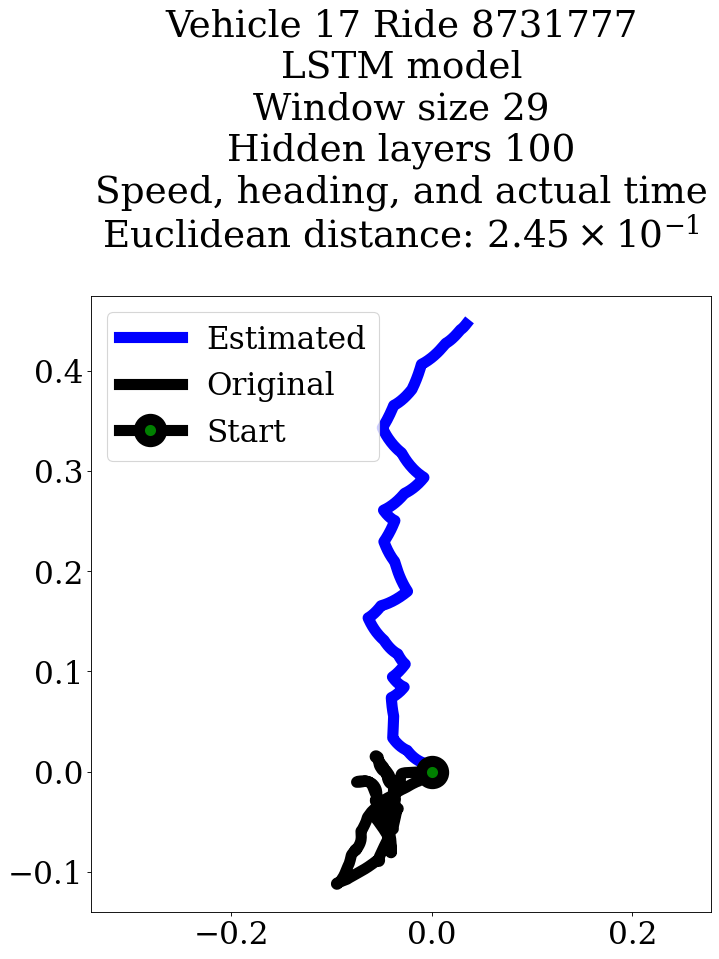 Vehicle 17 Ride 8731777
LSTM model
Window size 29
Hidden layers 100
Speed, heading, and actual time
Euclidean distance: 2.45 × 10⁻¹
Estimated
Original
Start
0.4
0.3
0.2
0.1
0.0
−0.1
−0.2
0.0
0.2